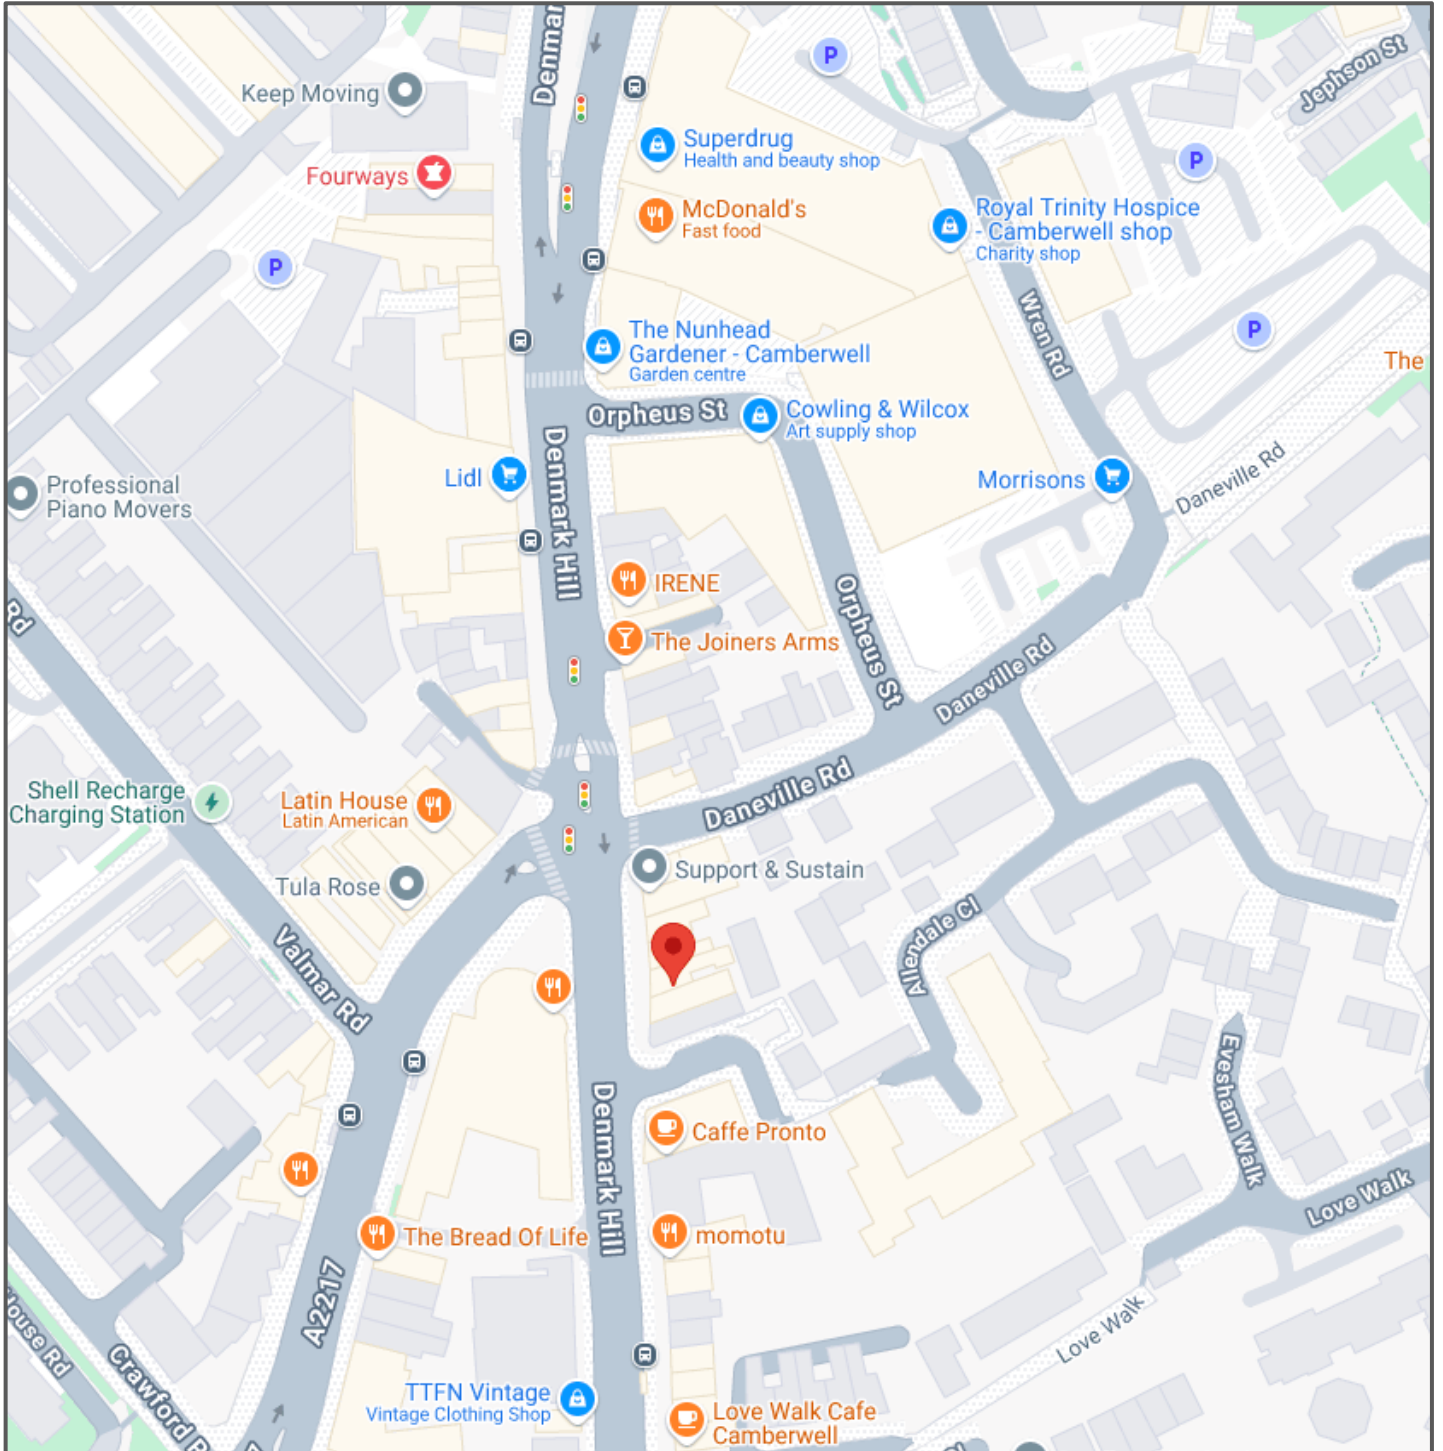 Denmar
Jephson St
Keep Moving
P
Superdrug
Health and beauty shop
P
Fourways
McDonald's
Fast food
Royal Trinity Hospice
- Camberwell shop
Charity shop
P
Wren Rd
P
The Nunhead
Gardener - Camberwell
Garden centre
The
Orpheus St
Cowling & Wilcox
Art supply shop
Denmark Hill
Lidl
Morrisons
Daneville Rd
Professional
Piano Movers
IRENE
Rd
Orpheus St
The Joiners Arms
Daneville Rd
Daneville Rd
Shell Recharge
Charging Station
Latin House
Latin American
Support & Sustain
Tula Rose
Allendale Cl
Valmar Rd
Denmark Hill
Evesham Walk
Caffe Pronto
Love Walk
The Bread Of Life
momotu
A2217
Love Walk
House Rd
Crawford R
TTFN Vintage
Vintage Clothing Shop
Love Walk Cafe
Camberwell